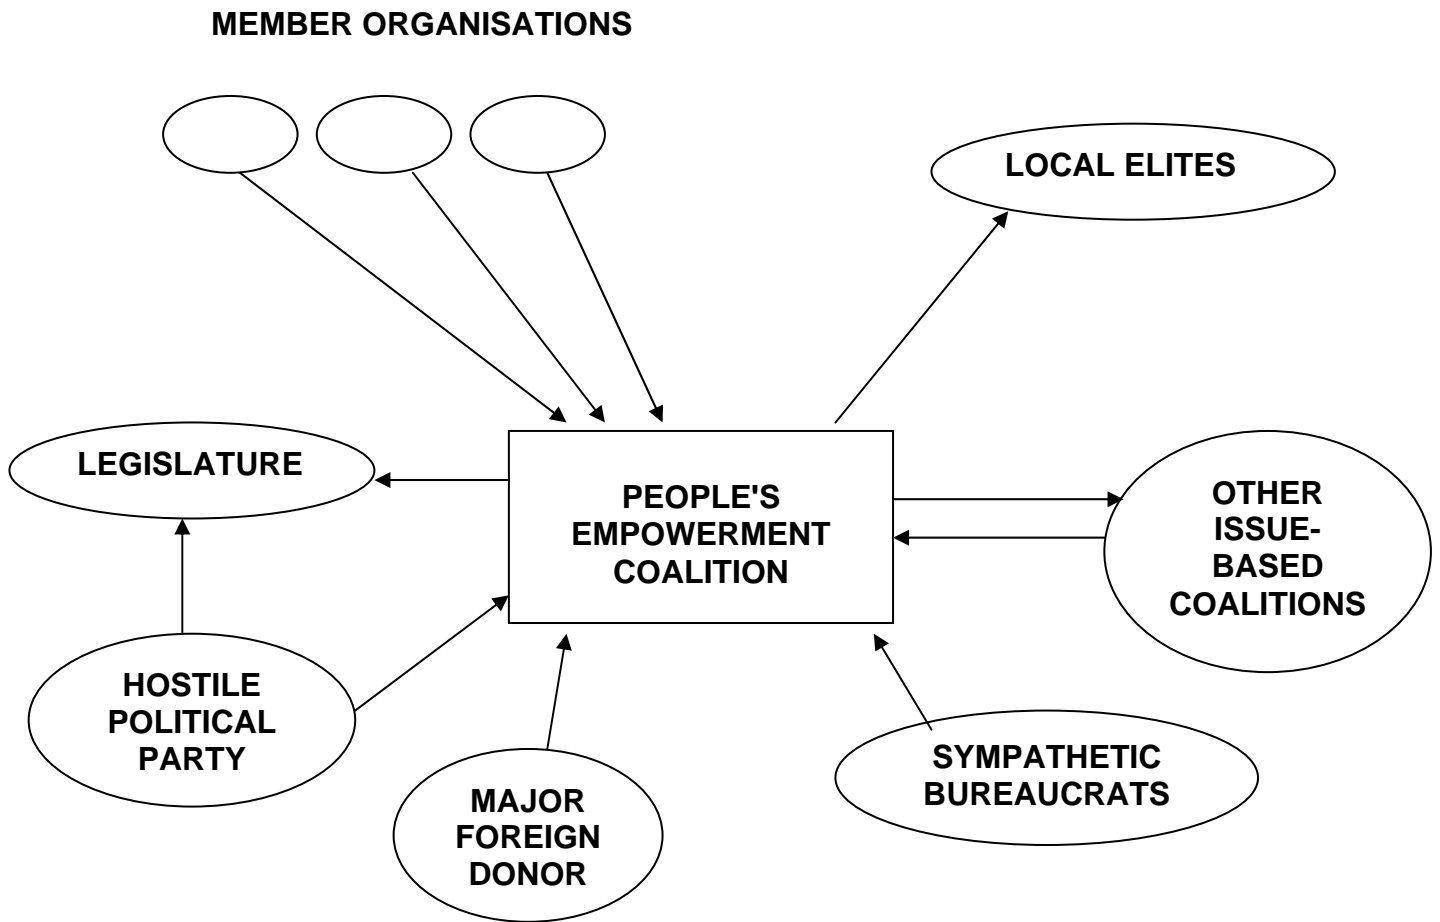 MEMBER ORGANISATIONS
LOCAL ELITES
LEGISLATURE
PEOPLE'S
EMPOWERMENT
COALITION
OTHER
ISSUE-
BASED
COALITIONS
HOSTILE
POLITICAL
PARTY
MAJOR
FOREIGN
DONOR
SYMPATHETIC
BUREAUCRATS